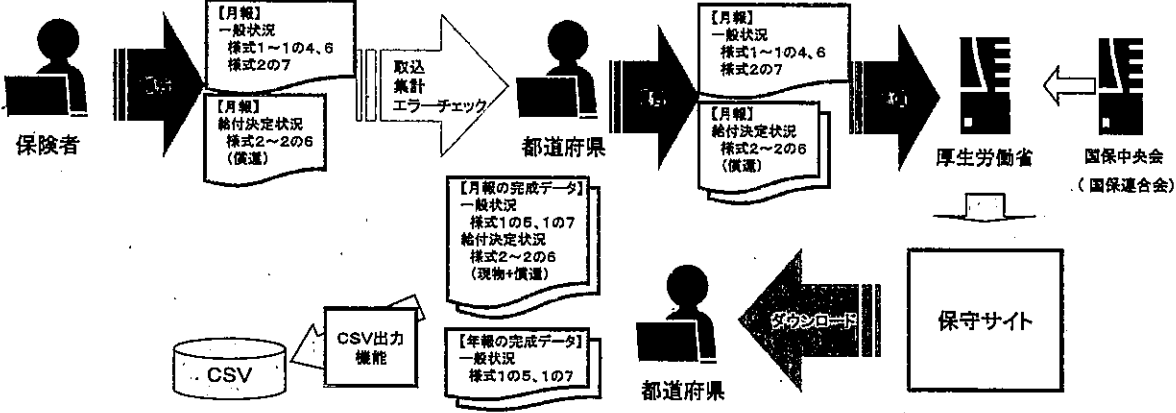 【月報】
一般状況
様式1～1の4、6
様式2の7
【月報】
給付決定状況
様式2～2の6
(償還)
保険者
取込
集計
エラーチェック
都道府県
【月報】
一般状況
様式1～1の4、6
様式2の7
【月報】
給付決定状況
様式2～2の6
(償還)
厚生労働省
国保中央会
(国保連合会)
【月報の完成データ】
一般状況
様式1の5、1の7
給付決定状況
様式2～2の6
(現物+償還)
【年報の完成データ】
一般状況
様式1の5、1の7
CSV出力
機能
CSV
都道府県
ダウンロード
保守サイト